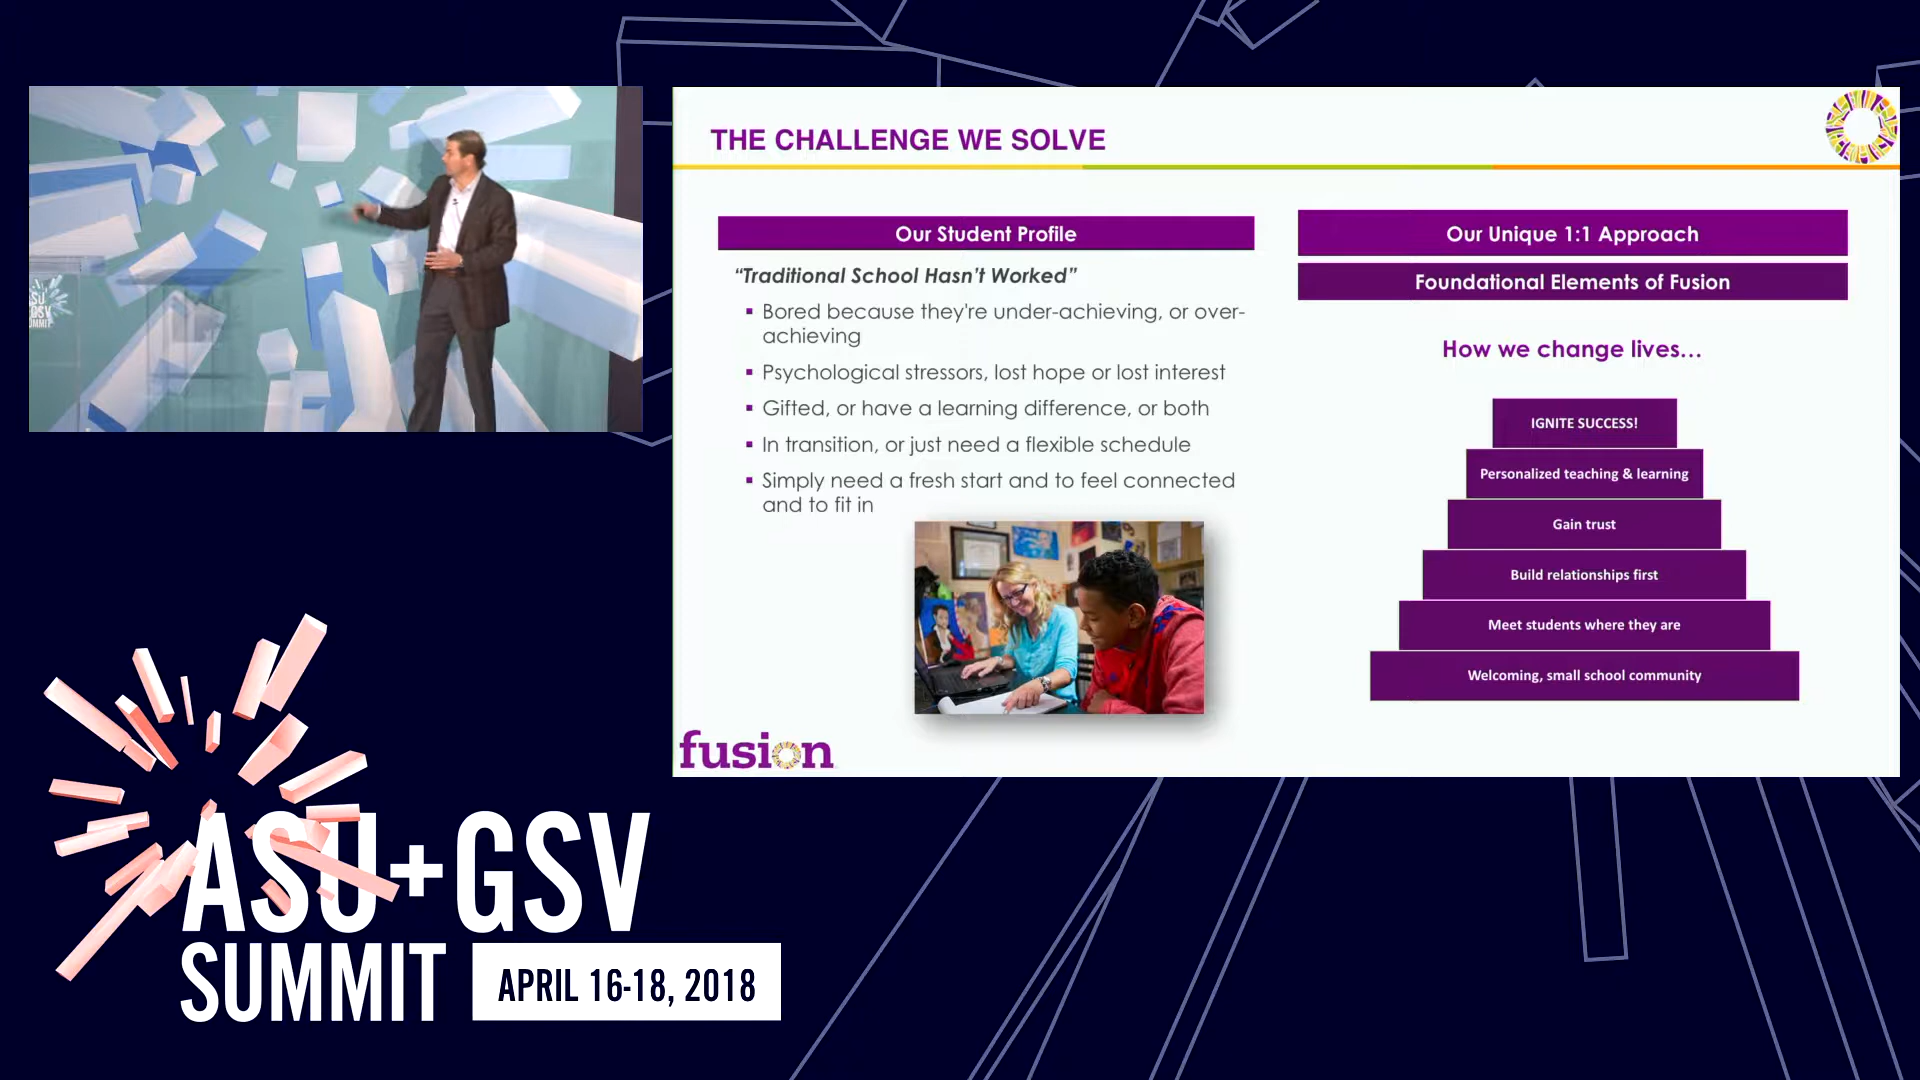 THE CHALLENGE WE SOLVE
Our Student Profile
“Traditional School Hasn’t Worked”
▪ Bored because they're under-achieving, or over-
achieving
▪ Psychological stressors, lost hope or lost interest
▪ Gifted, or have a learning difference, or both
▪ In transition, or just need a flexible schedule
▪ Simply need a fresh start and to feel connected
and to fit in
Our Unique 1:1 Approach
Foundational Elements of Fusion
How we change lives...
IGNITE SUCCESS!
Personalized teaching & learning
Gain trust
Build relationships first
Meet students where they are
Welcoming, small school community
fusion
ASU+GSV
SUMMIT
APRIL 16-18, 2018